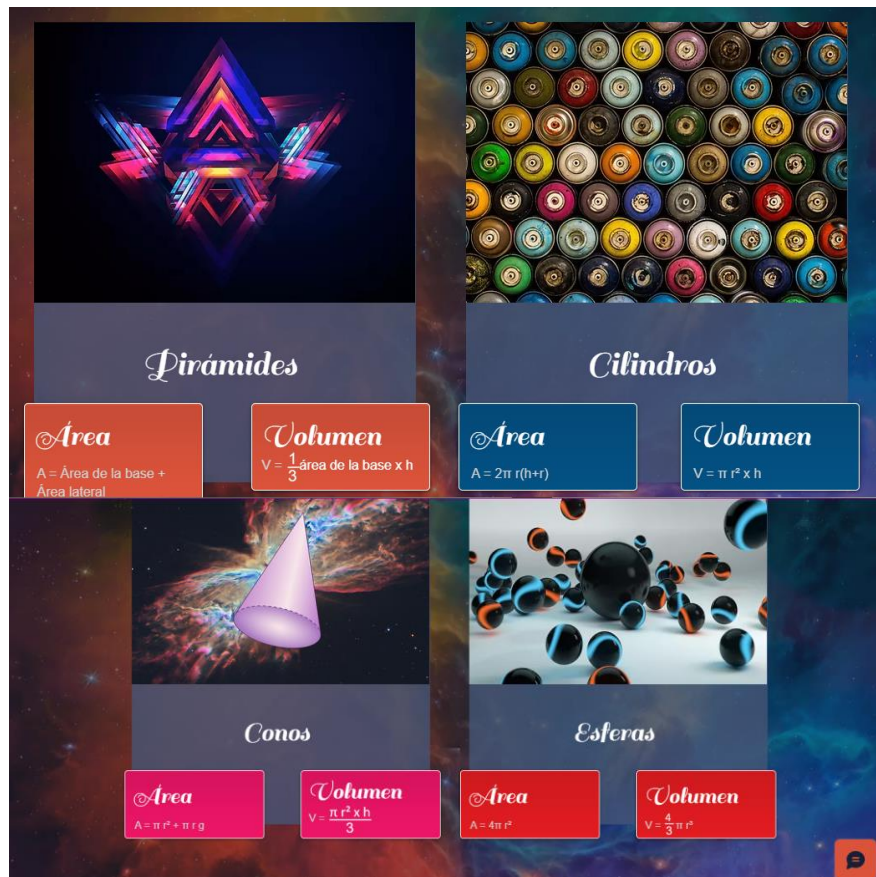 Pirámides
Área
A = Área de la base +
Área lateral
Volumen
V = 1/3 área de la base x h
Cilindros
Área
A = 2π r(h+r)
Volumen
V = π r² x h
Conos
Área
A = π r² + π r g
Volumen
V = π r² x h / 3
Esferas
Área
A = 4π r²
Volumen
V = 4/3 π r³